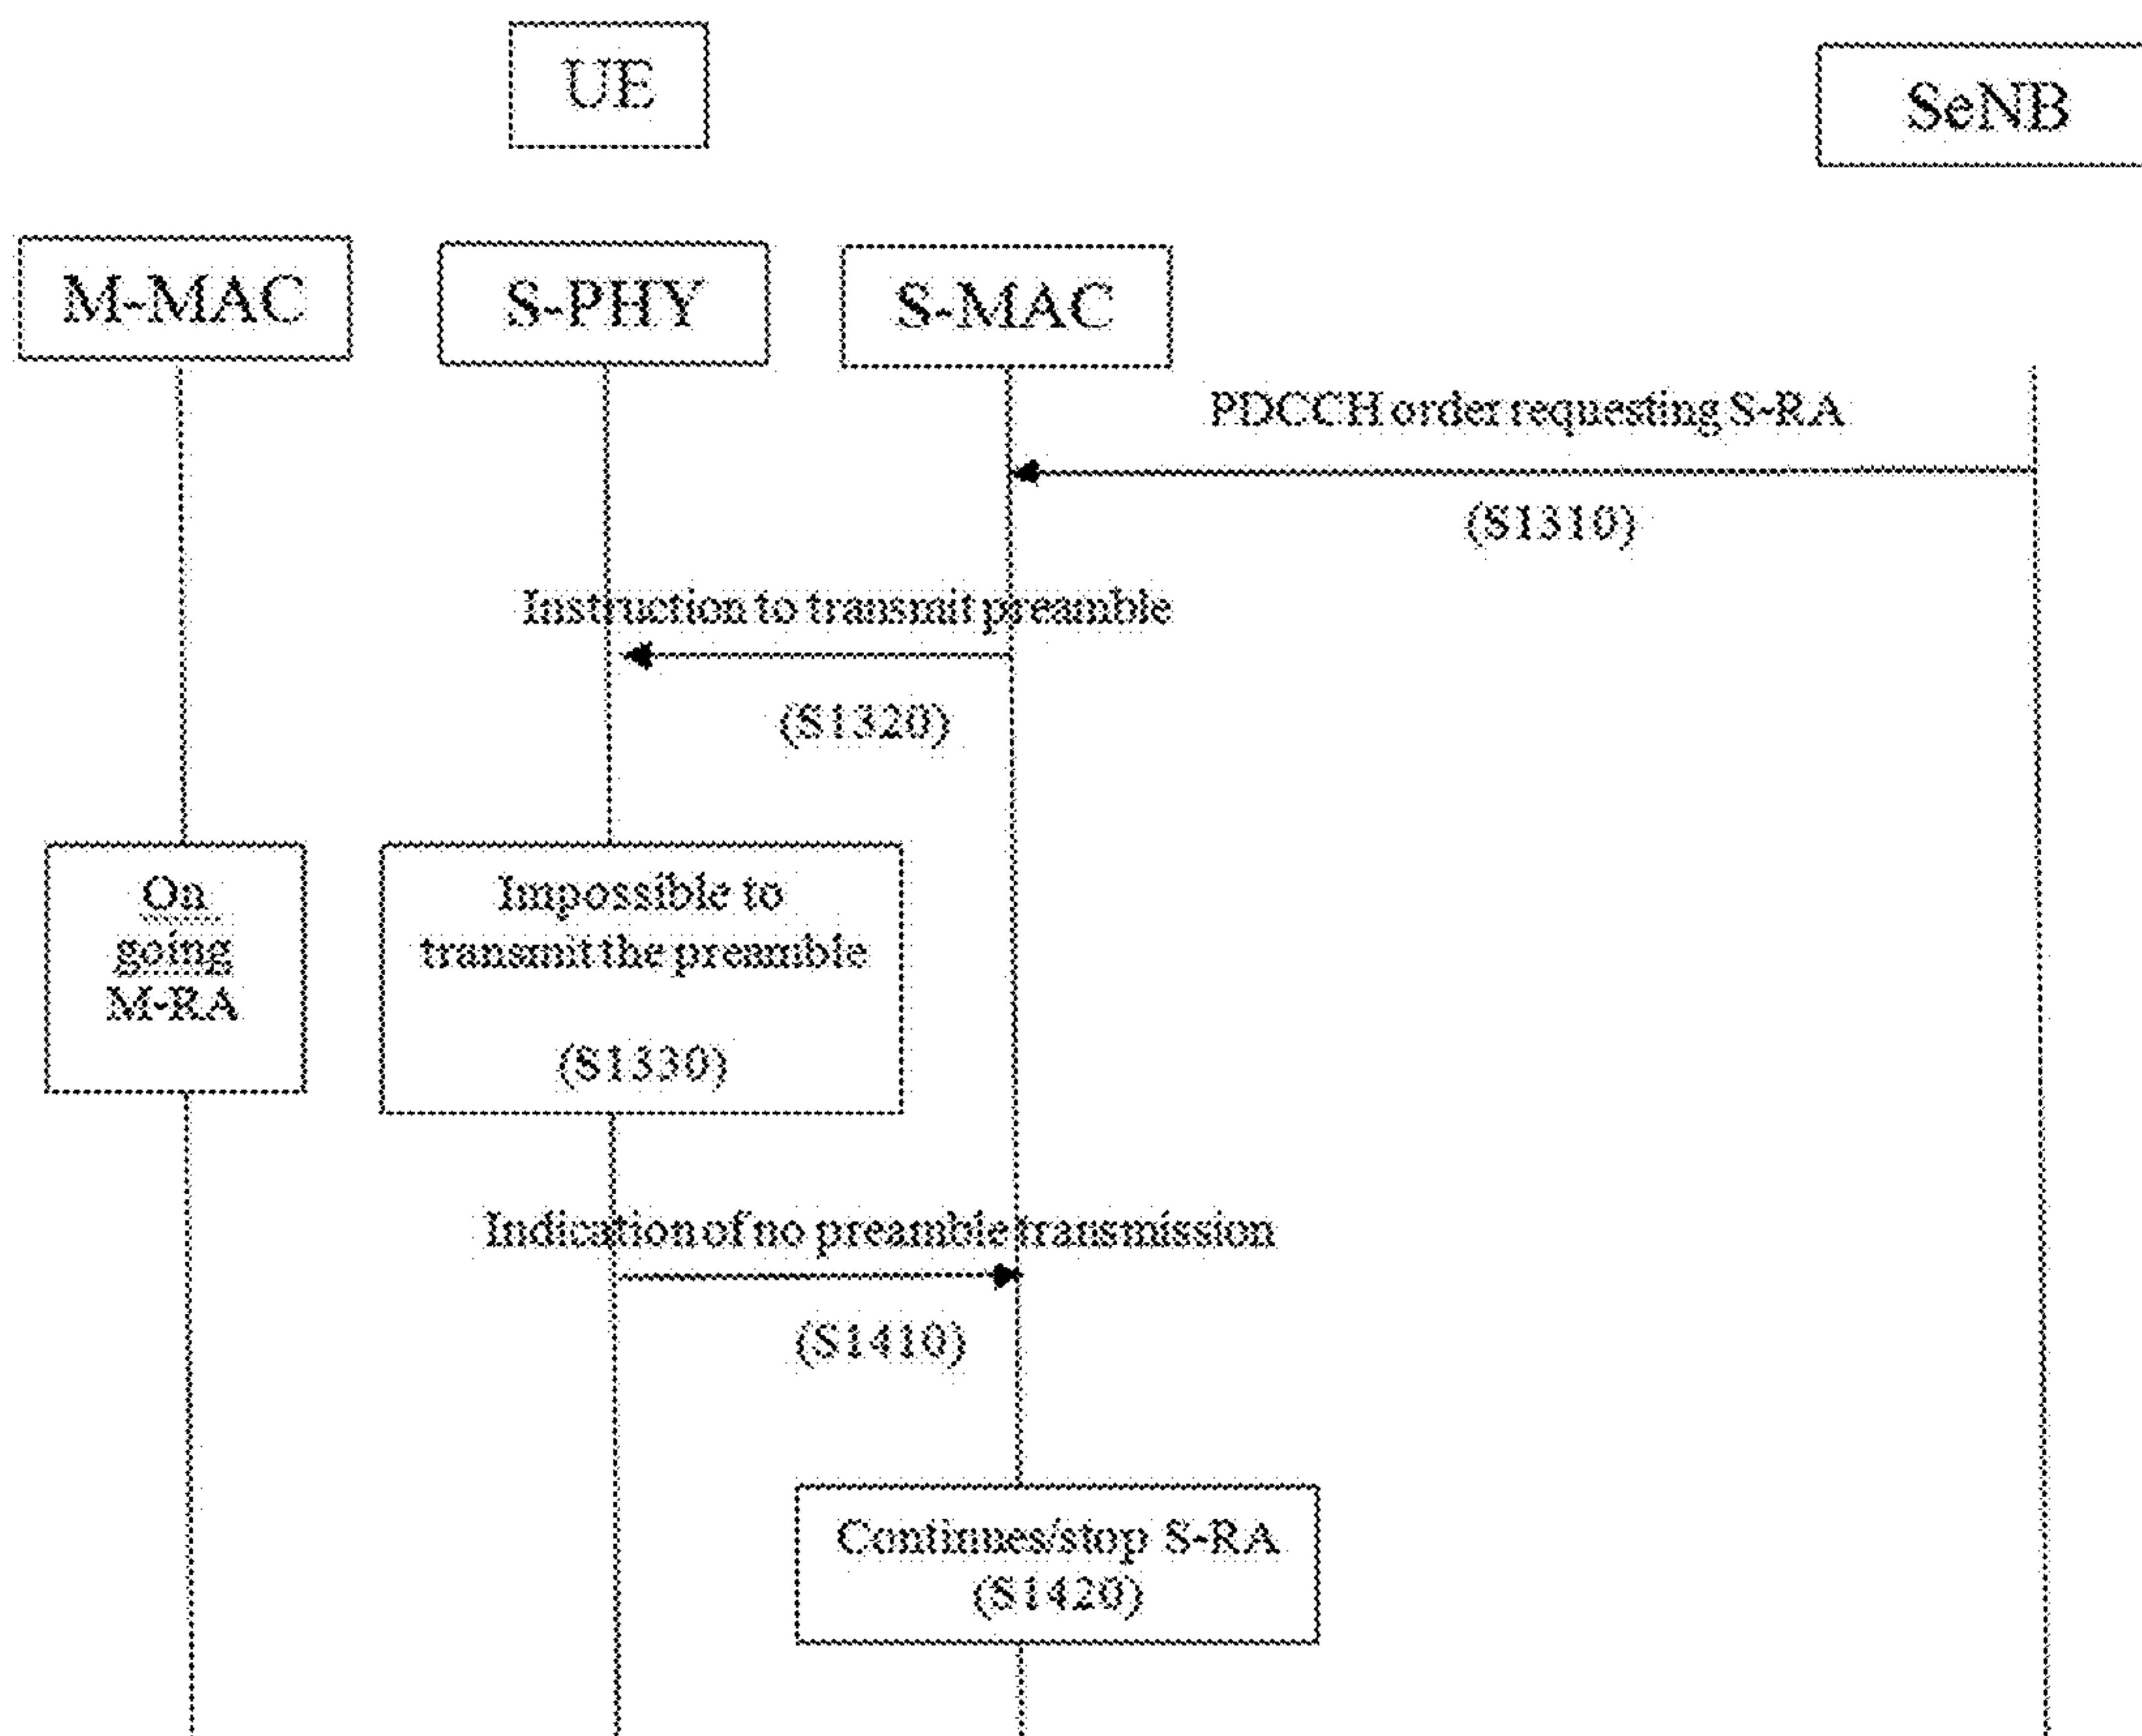 UE
SeNB
M-MAC
S-PHY
S-MAC
PDCCH order requesting S-RA
(S1310)
Instruction to transmit preamble
(S1320)
On
going
M-RA
Impossible to
transmit the preamble
(S1330)
Indication of no preamble transmission
(S1410)
Continues/stop S-RA
(S1420)